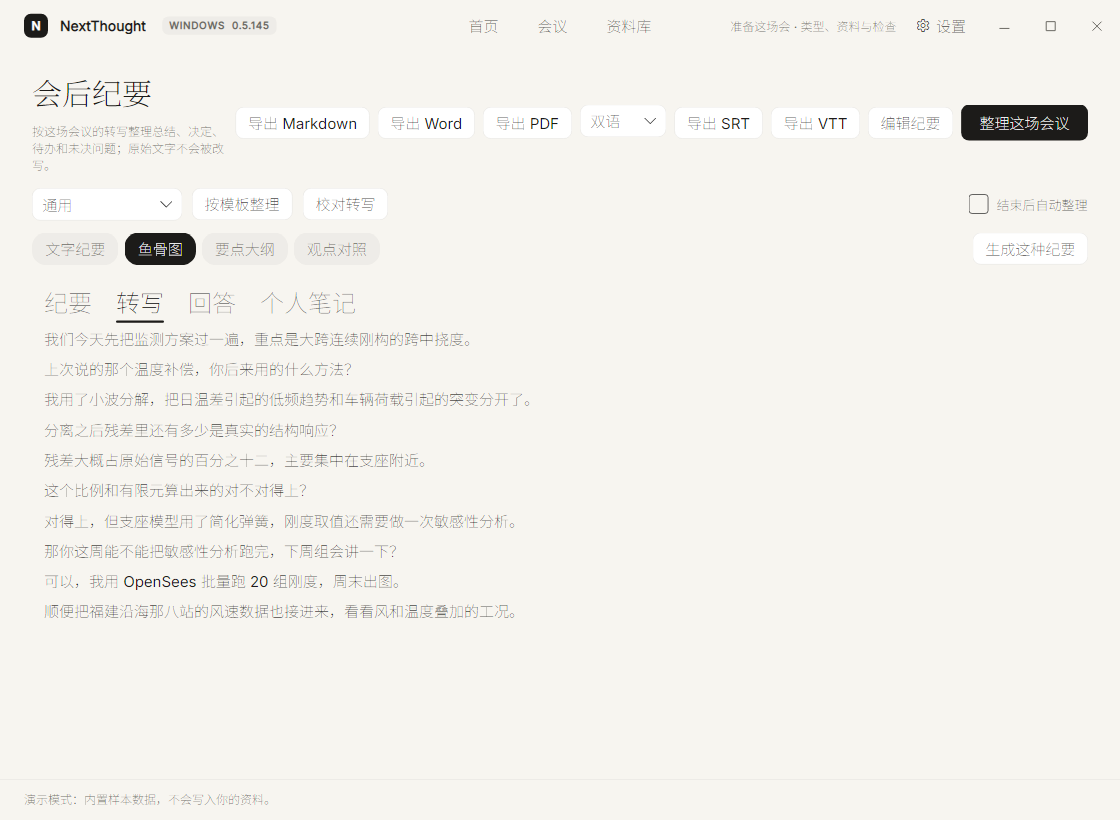 N NextThought WINDOWS 0.5.145 首页 会议 资料库 准备这场会 · 类型、资料与检查 设置
会后纪要
按这场会议的转写整理总结、决定、
待办和未决问题；原始文字不会被改
写。
导出 Markdown 导出 Word 导出 PDF 双语 导出 SRT 导出 VTT 编辑纪要 整理这场会议
通用 按模板整理 校对转写 结束后自动整理
文字纪要 鱼骨图 要点大纲 观点对照 生成这种纪要
纪要 转写 回答 个人笔记
我们今天先把监测方案过一遍，重点是大跨连续刚构的跨中挠度。
上次说的那个温度补偿，你后来用的什么方法？
我用了小波分解，把日温差引起的低频趋势和车辆荷载引起的突变分开了。
分离之后残差里还有多少是真实的结构响应？
残差大概占原始信号的百分之十二，主要集中在支座附近。
这个比例和有限元算出来的对不对得上？
对得上，但支座模型用了简化弹簧，刚度取值还需要做一次敏感性分析。
那你这周能不能把敏感性分析跑完，下周组会讲一下？
可以，我用 OpenSees 批量跑 20 组刚度，周末出图。
顺便把福建沿海那八站的风速数据也接进来，看看风和温度叠加的工况。
演示模式：内置样本数据，不会写入你的资料。